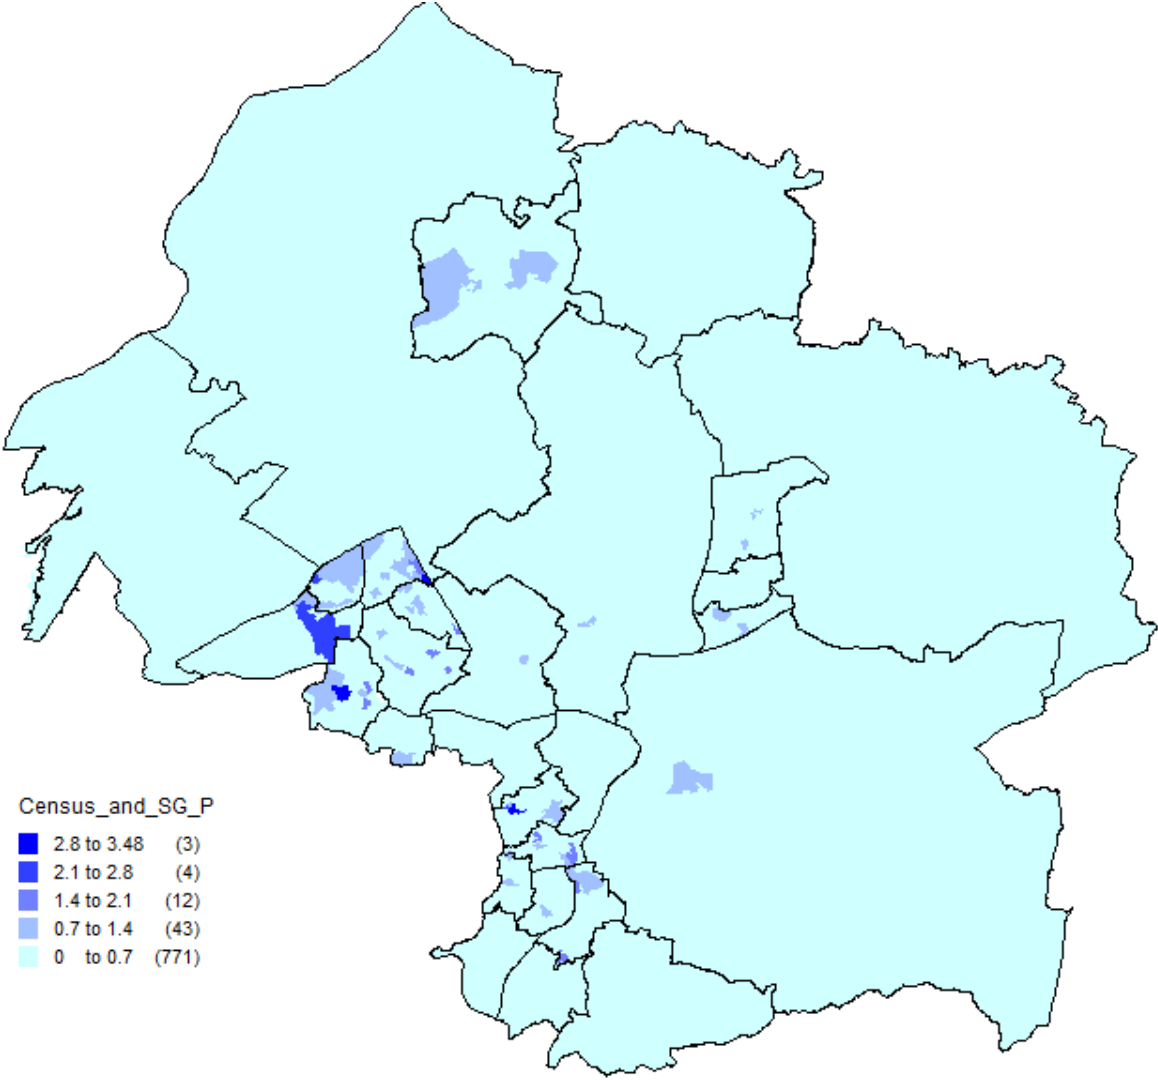 Census_and_SG_P
2.8 to 3.48 (3)
2.1 to 2.8 (4)
1.4 to 2.1 (12)
0.7 to 1.4 (43)
0 to 0.7 (771)